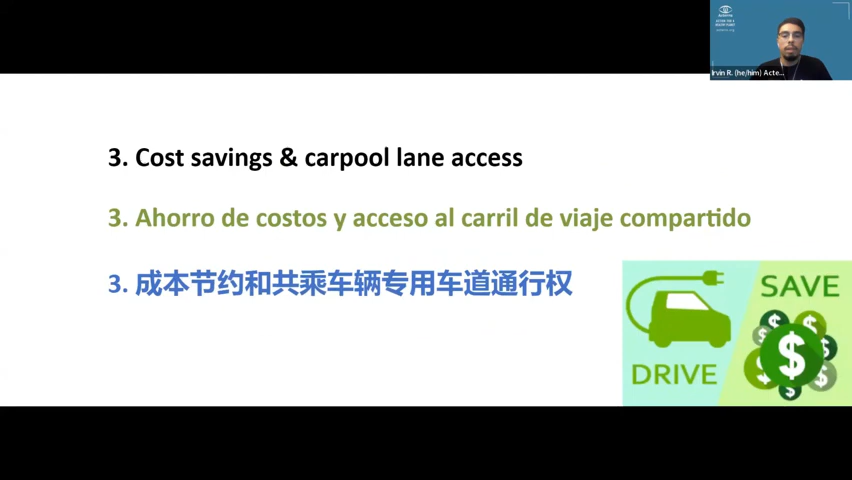 Irvin R. (he/him) Acte...
3. Cost savings & carpool lane access
3. Ahorro de costos y acceso al carril de viaje compartido
3. 成本节约和共乘车辆专用车道通行权
SAVE
DRIVE
$
$
$
$
$
$
$